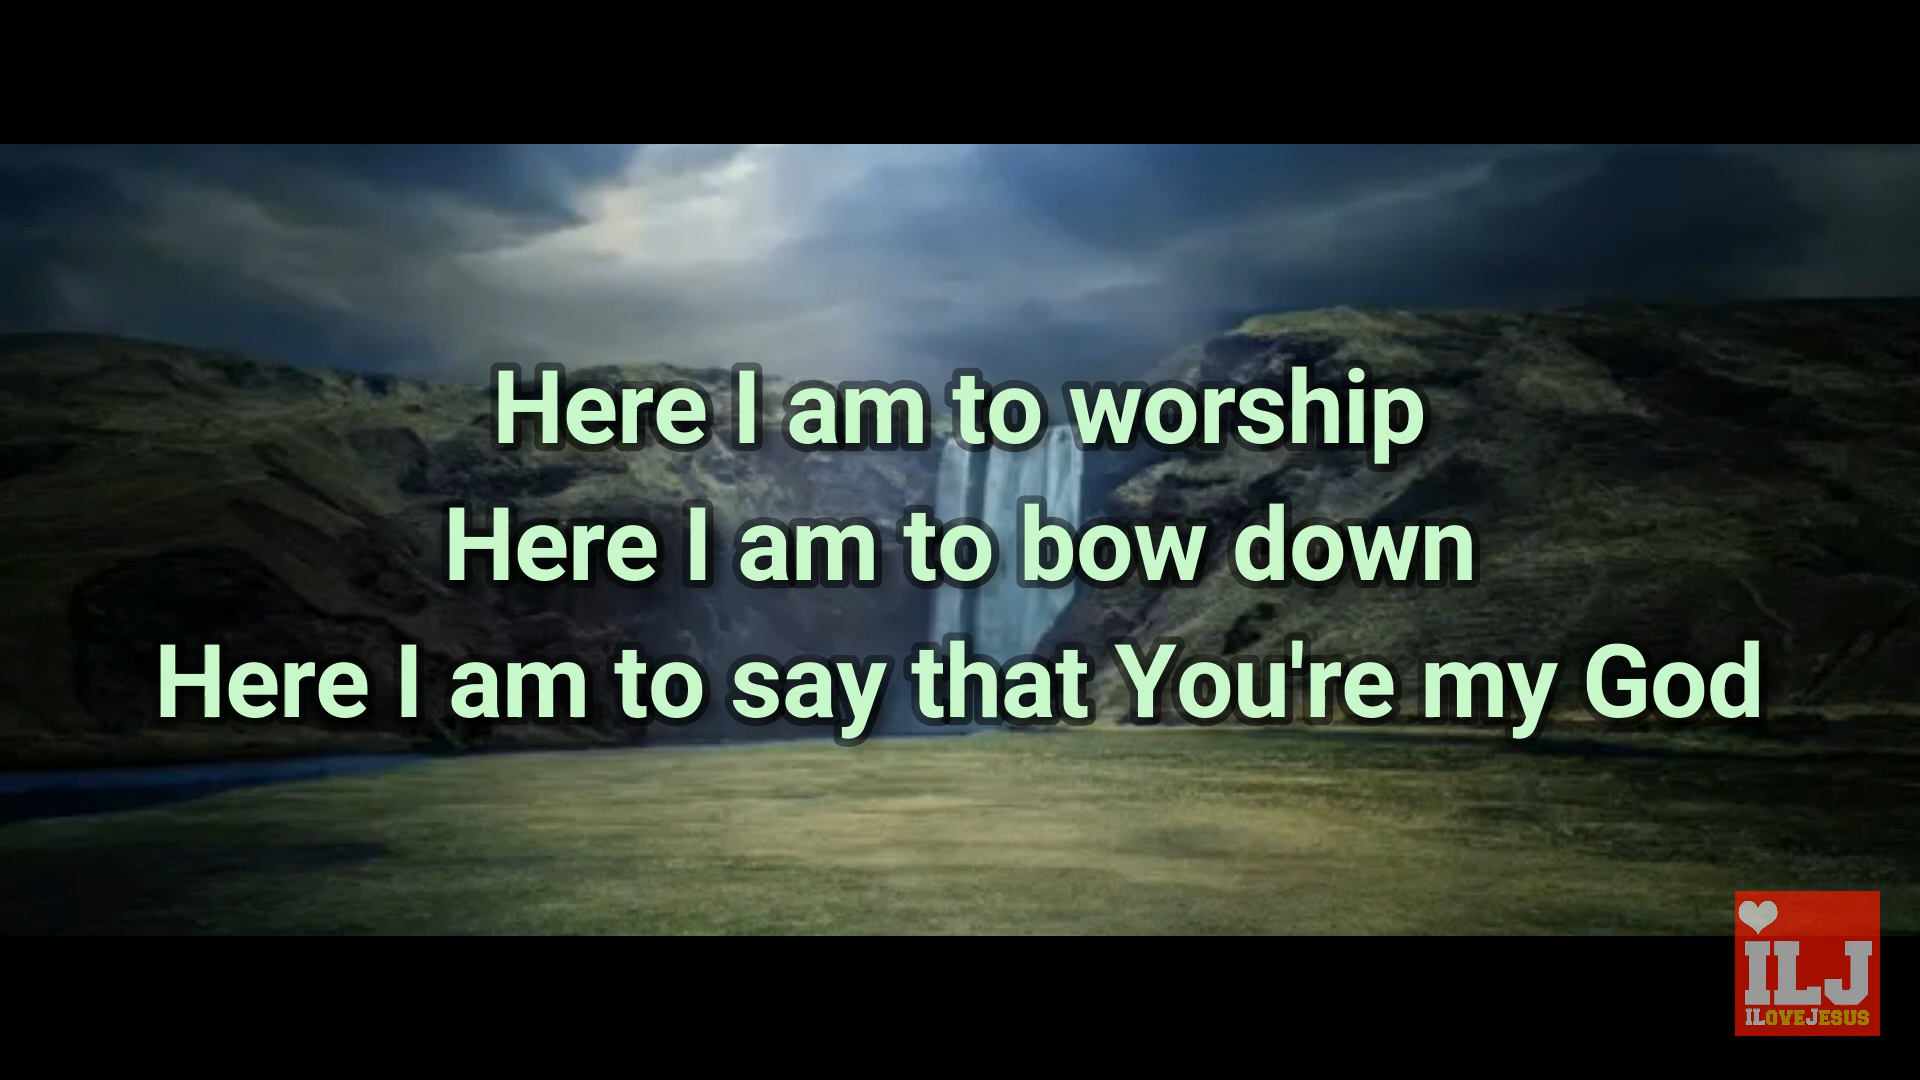 Here I am to worship
Here I am to bow down
Here I am to say that You're my God
iLJ
ILOVEJESUS